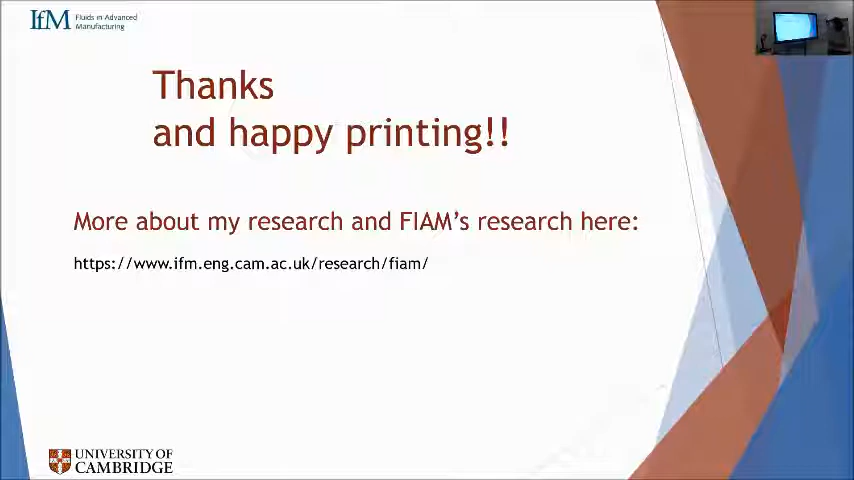 IfM Fluids in Advanced
Manufacturing
Thanks
and happy printing!!
More about my research and FIAM’s research here:
https://www.ifm.eng.cam.ac.uk/research/fiam/
UNIVERSITY OF
CAMBRIDGE